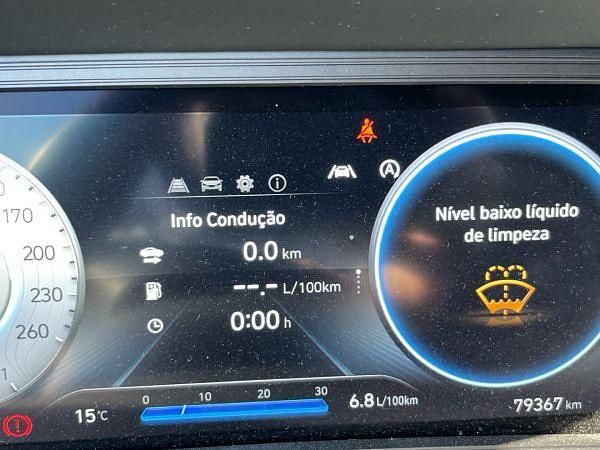 170
200
230
260
Info Condução
0.0 km
--.- L/100km
0:00 h
Nível baixo líquido
de limpeza
A
0 10 20 30
15°C
6.8 L/100km
79367 km